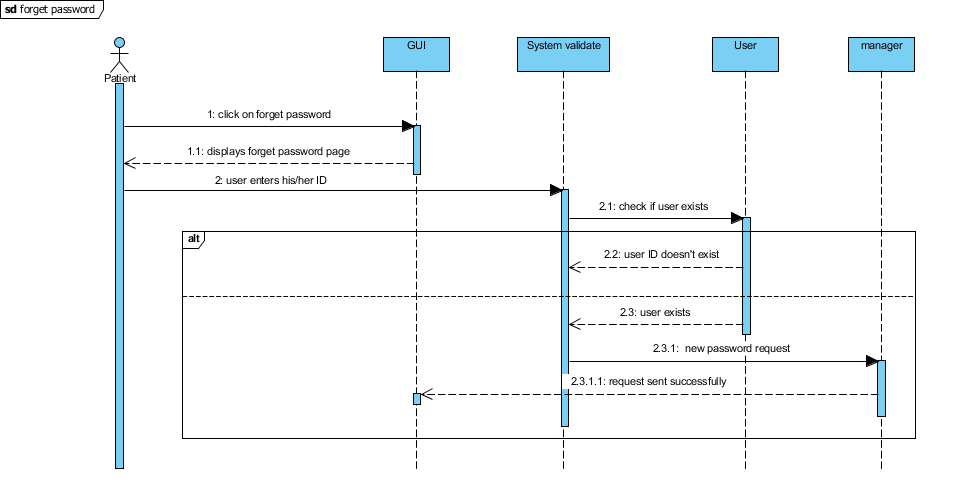 sd forget password
GUI
System validate
User
manager
Patient
1: click on forget password
1.1: displays forget password page
2: user enters his/her ID
2.1: check if user exists
alt
2.2: user ID doesn't exist
2.3: user exists
2.3.1: new password request
2.3.1.1: request sent successfully